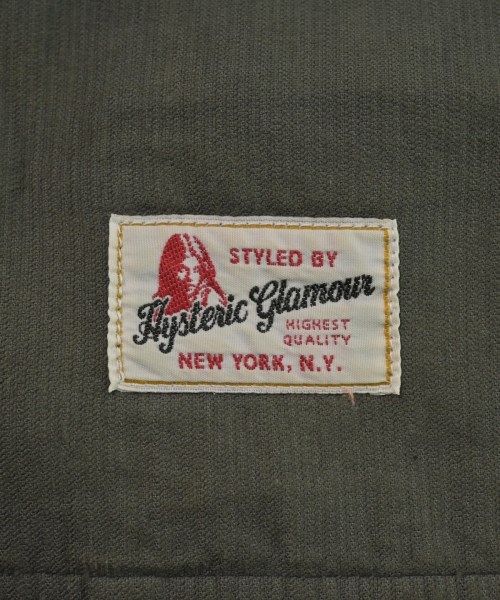 STYLED BY
Hysteric Glamour
HIGHEST
QUALITY
NEW YORK, N.Y.